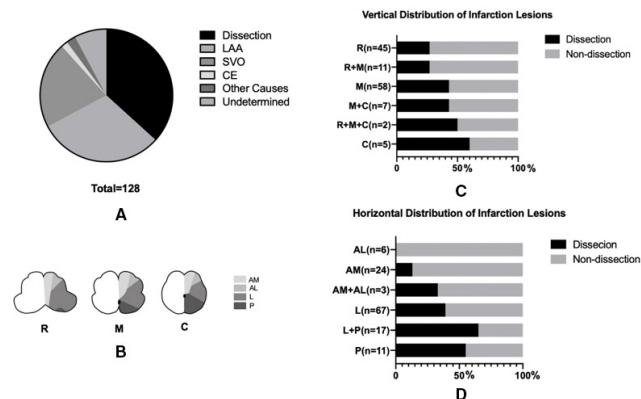 Dissection
LAA
SVO
CE
Other Causes
Undetermined
Total=128
A
AM
AL
L
P
R M C
B
Vertical Distribution of Infarction Lesions
Dissection
Non-dissection
R(n=45)
R+M(n=11)
M(n=58)
M+C(n=7)
R+M+C(n=2)
C(n=5)
0 50% 100%
C
Horizontal Distribution of Infarction Lesions
Dissecion
Non-dissection
AL(n=6)
AM(n=24)
AM+AL(n=3)
L(n=67)
L+P(n=17)
P(n=11)
0 50% 100%
D